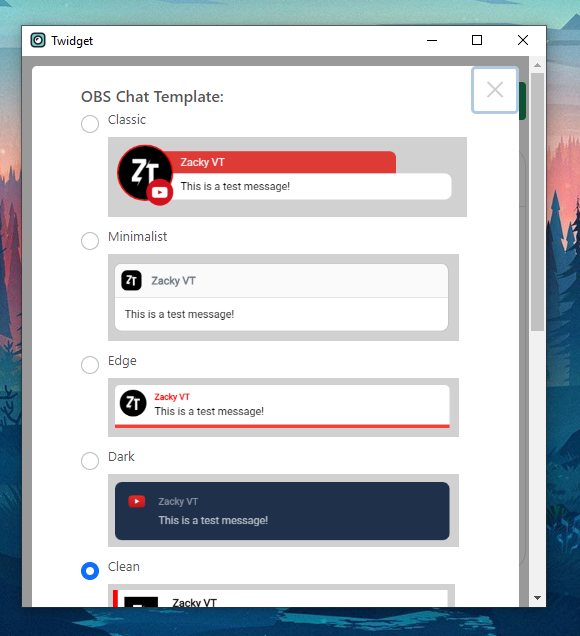 Twidget
OBS Chat Template:
Classic
ZT
Zacky VT
This is a test message!
Minimalist
ZT
Zacky VT
This is a test message!
Edge
ZT
Zacky VT
This is a test message!
Dark
Zacky VT
This is a test message!
Clean
Zacky VT